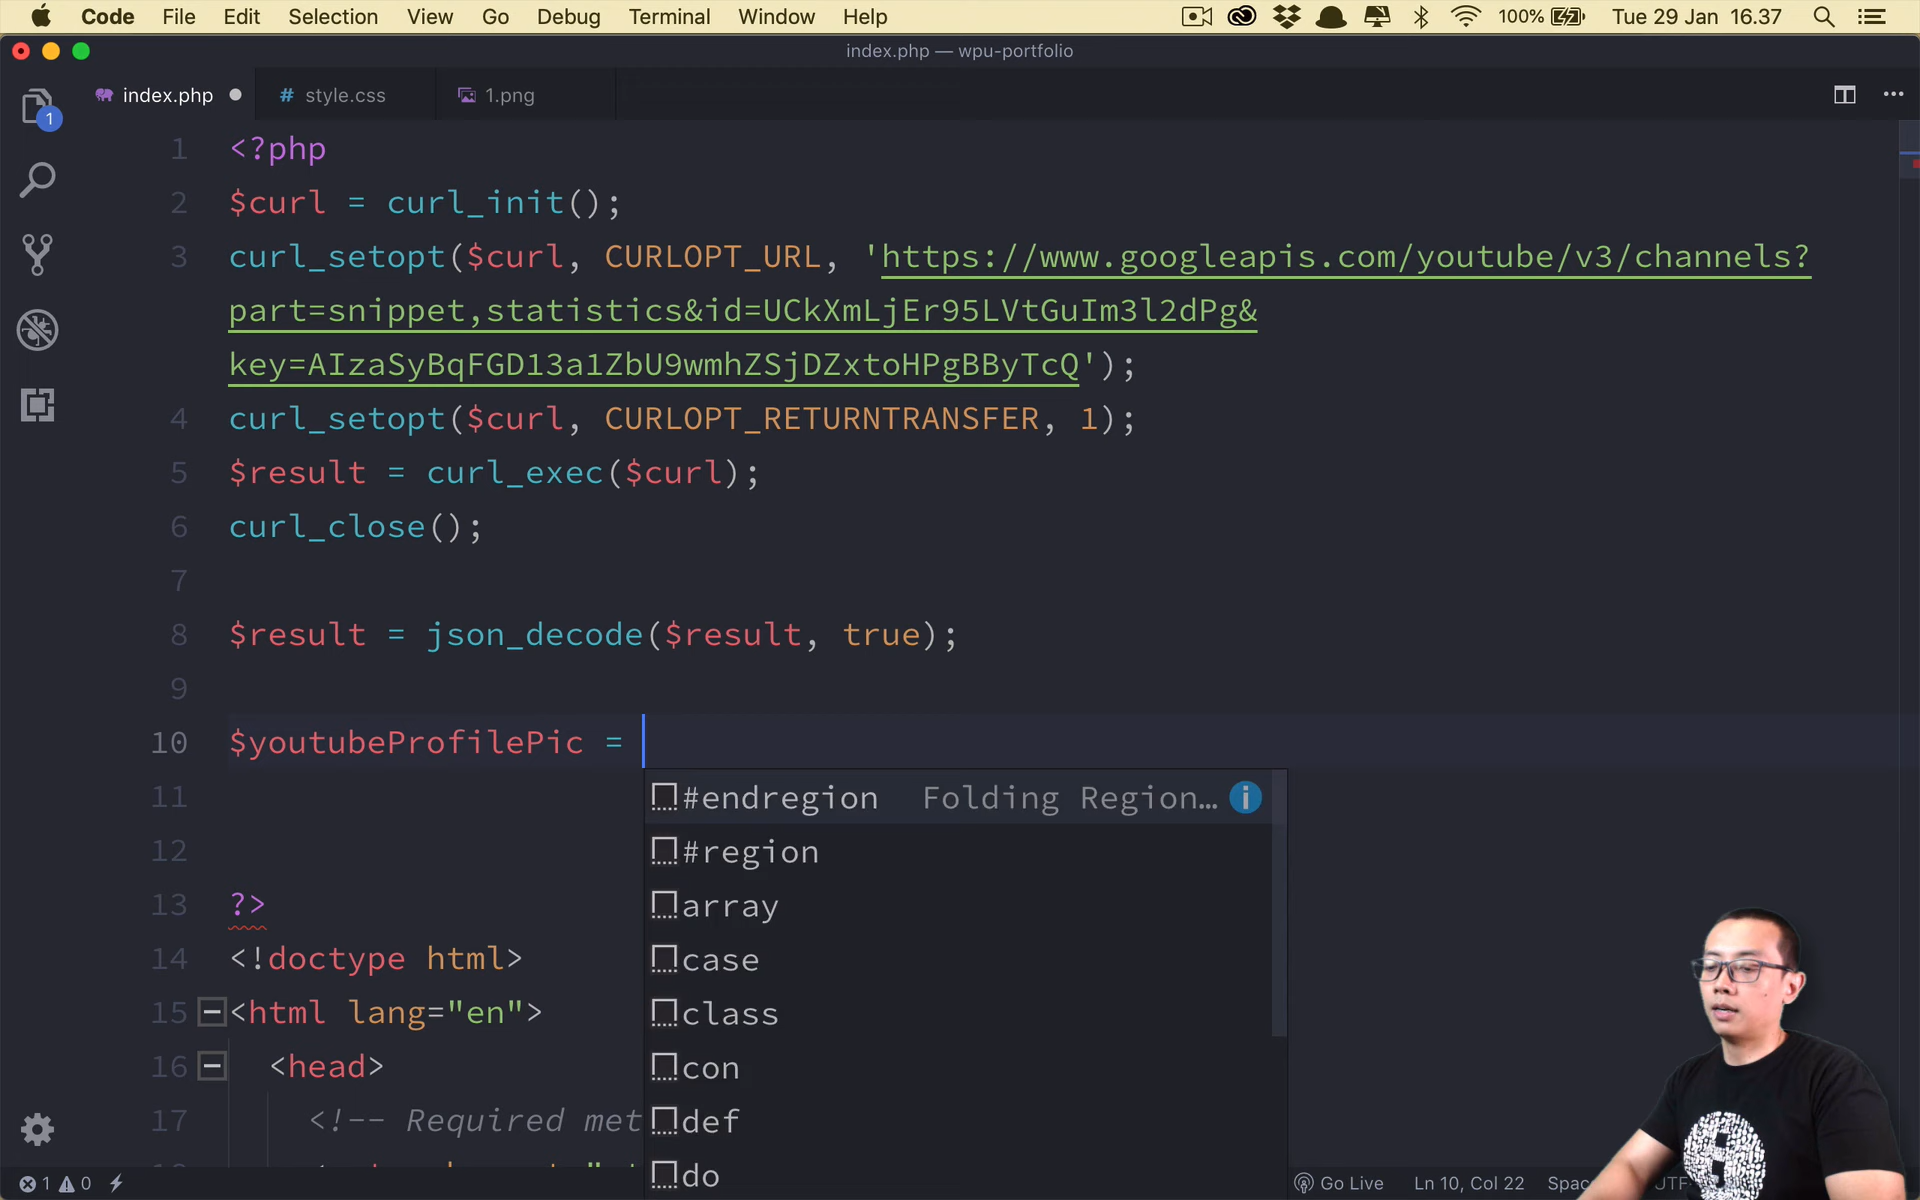 Code File Edit Selection View Go Debug Terminal Window Help 100% Tue 29 Jan 16.37
index.php — wpu-portfolio
index.php # style.css 1.png
1
1 <?php
2 $curl = curl_init();
3 curl_setopt($curl, CURLOPT_URL, 'https://www.googleapis.com/youtube/v3/channels?
part=snippet,statistics&id=UCkXmLjEr95LVtGuIm3l2dPg&
key=AIzaSyBqFGD13a1ZbU9wmhZSjDZxtoHPgBByTcQ');
4 curl_setopt($curl, CURLOPT_RETURNTRANSFER, 1);
5 $result = curl_exec($curl);
6 curl_close();
7
8 $result = json_decode($result, true);
9
10 $youtubeProfilePic =
11 #endregion Folding Region…
12 #region
13 ?> array
14 <!doctype html> case
15 <html lang="en"> class
16 <head> con
17 <!-- Required met def
do
1 0 Go Live Ln 10, Col 22 Spac UTF